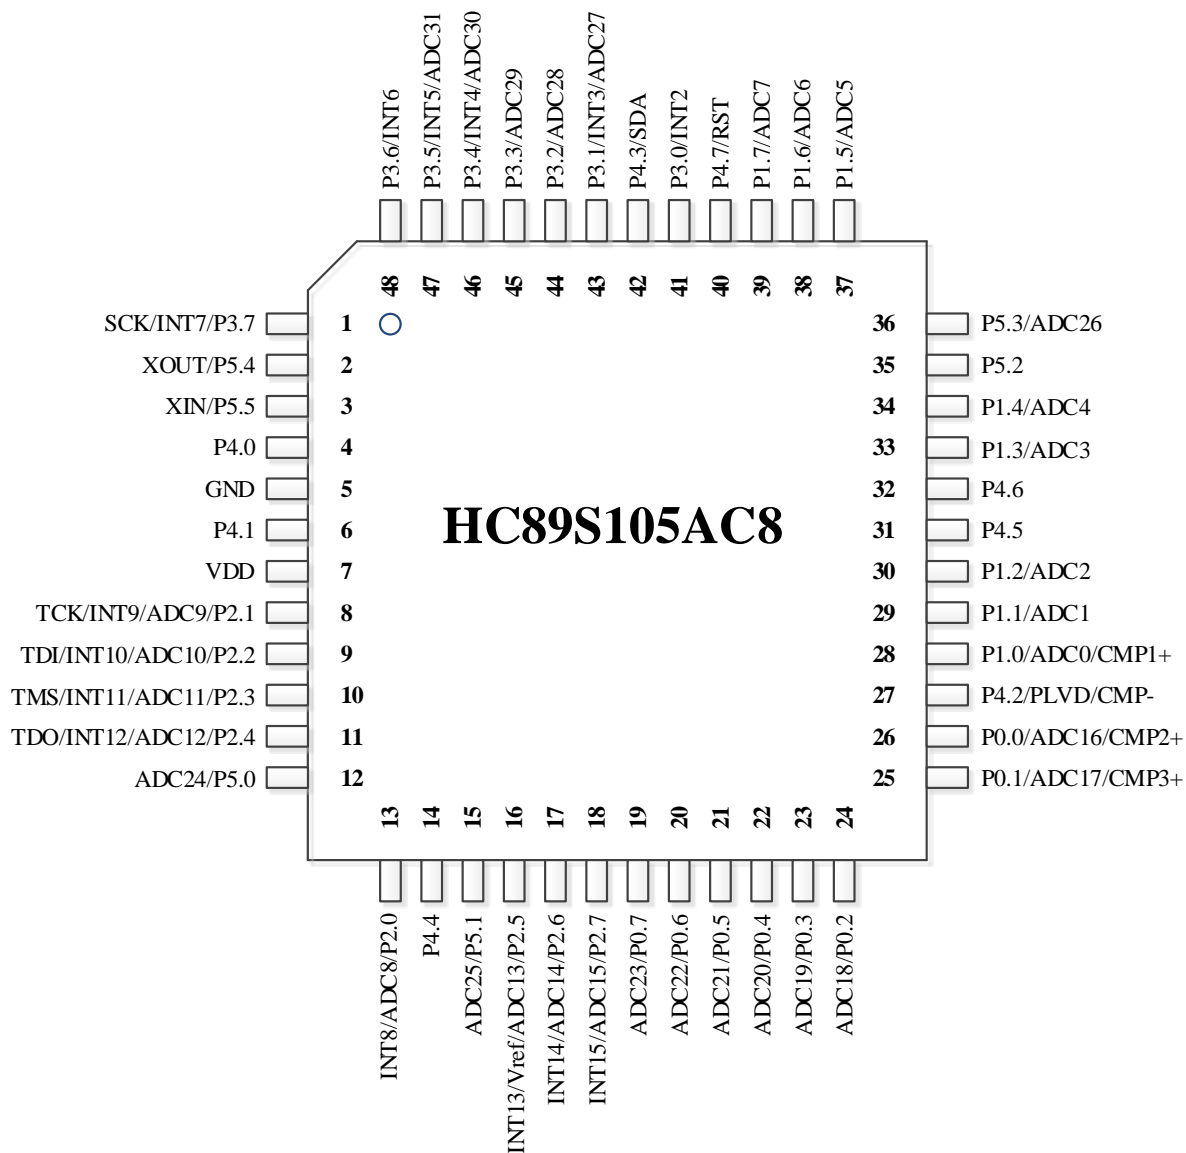 P3.6/INT6
P3.5/INT5/ADC31
P3.4/INT4/ADC30
P3.3/ADC29
P3.2/ADC28
P3.1/INT3/ADC27
P4.3/SDA
P3.0/INT2
P4.7/RST
P1.7/ADC7
P1.6/ADC6
P1.5/ADC5
48
47
46
45
44
43
42
41
40
39
38
37
SCK/INT7/P3.7 1
XOUT/P5.4 2
XIN/P5.5 3
P4.0 4
GND 5
P4.1 6
VDD 7
TCK/INT9/ADC9/P2.1 8
TDI/INT10/ADC10/P2.2 9
TMS/INT11/ADC11/P2.3 10
TDO/INT12/ADC12/P2.4 11
ADC24/P5.0 12
HC89S105AC8
36 P5.3/ADC26
35 P5.2
34 P1.4/ADC4
33 P1.3/ADC3
32 P4.6
31 P4.5
30 P1.2/ADC2
29 P1.1/ADC1
28 P1.0/ADC0/CMP1+
27 P4.2/PLVD/CMP-
26 P0.0/ADC16/CMP2+
25 P0.1/ADC17/CMP3+
13
14
15
16
17
18
19
20
21
22
23
24
INT8/ADC8/P2.0
P4.4
ADC25/P5.1
INT13/Vref/ADC13/P2.5
INT14/ADC14/P2.6
INT15/ADC15/P2.7
ADC23/P0.7
ADC22/P0.6
ADC21/P0.5
ADC20/P0.4
ADC19/P0.3
ADC18/P0.2